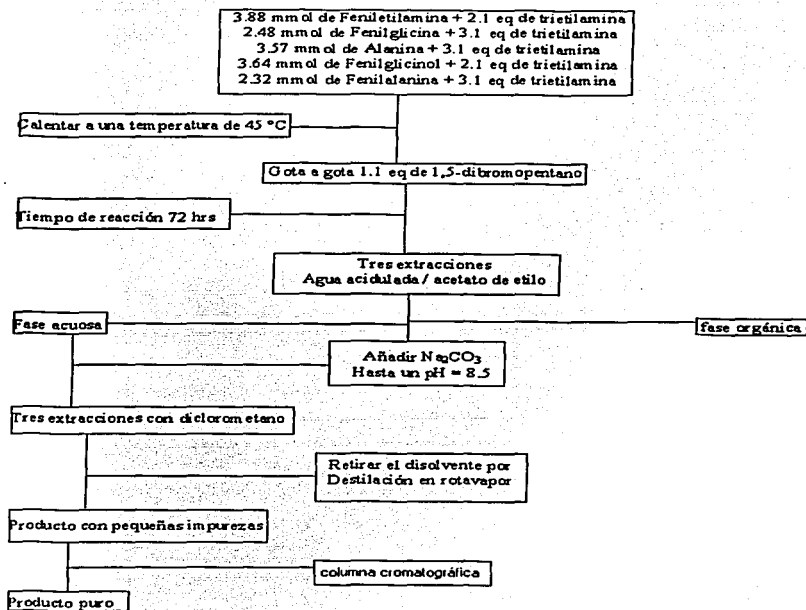 3.88 mmol de Feniletilamina + 2.1 eq de trietilamina
2.48 mmol de Fenilglicina + 3.1 eq de trietilamina
3.57 mmol de Alanina + 3.1 eq de trietilamina
3.64 mmol de Fenilglicinol + 2.1 eq de trietilamina
2.32 mmol de Fenilalanina + 3.1 eq de trietilamina
Calentar a una temperatura de 45 °C
Gota a gota 1.1 eq de 1,5-dibromopentano
Tiempo de reacción 72 hrs
Tres extracciones
Agua acidulada / acetato de etilo
Fase acuosa
fase orgánica
Añadir Na2CO3
Hasta un pH = 8.5
Tres extracciones con diclorometano
Retirar el disolvente por
Destilación en rotavapor
Producto con pequeñas impurezas
columna cromatográfica
Producto puro